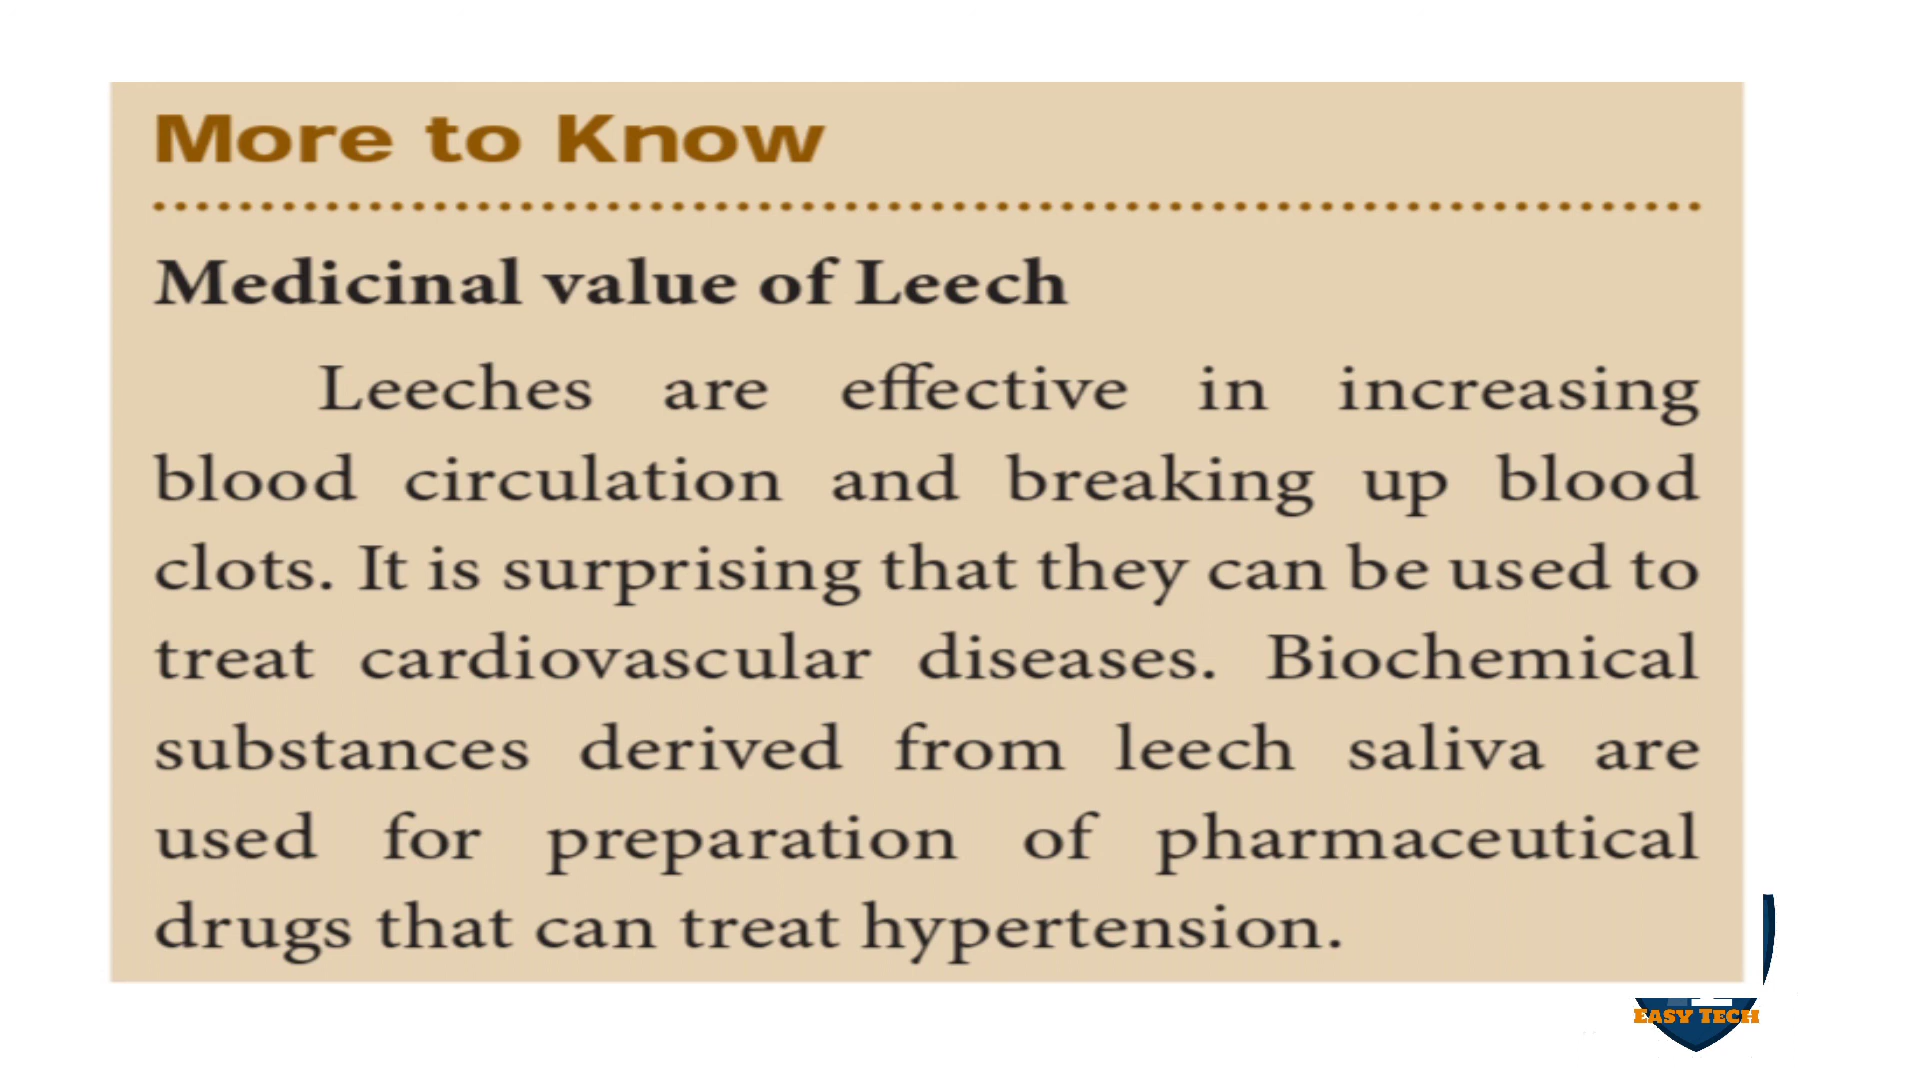 More to Know
Medicinal value of Leech
Leeches are effective in increasing
blood circulation and breaking up blood
clots. It is surprising that they can be used to
treat cardiovascular diseases. Biochemical
substances derived from leech saliva are
used for preparation of pharmaceutical
drugs that can treat hypertension.
EASY TECH